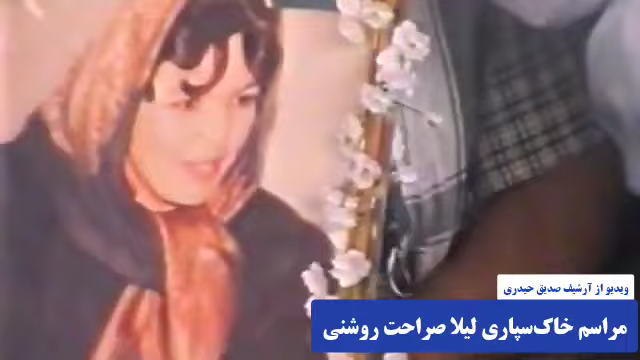 ویدیو از آرشیف صدیق حیدری
مراسم خاک‌سپاری لیلا صراحت روشنی